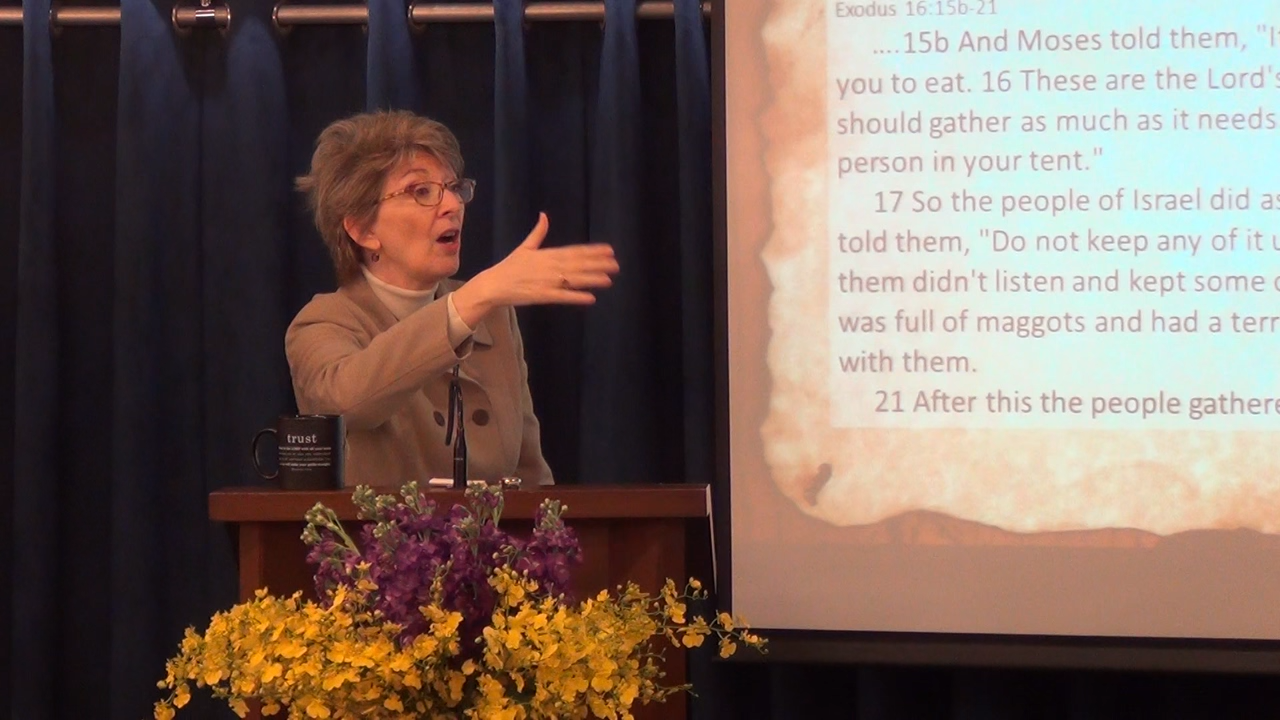 trust
Exodus 16:15b-21
....15b And Moses told them, "It
you to eat. 16 These are the Lord's
should gather as much as it needs
person in your tent."
17 So the people of Israel did as
told them, "Do not keep any of it u
them didn't listen and kept some o
was full of maggots and had a terr
with them.
21 After this the people gathere